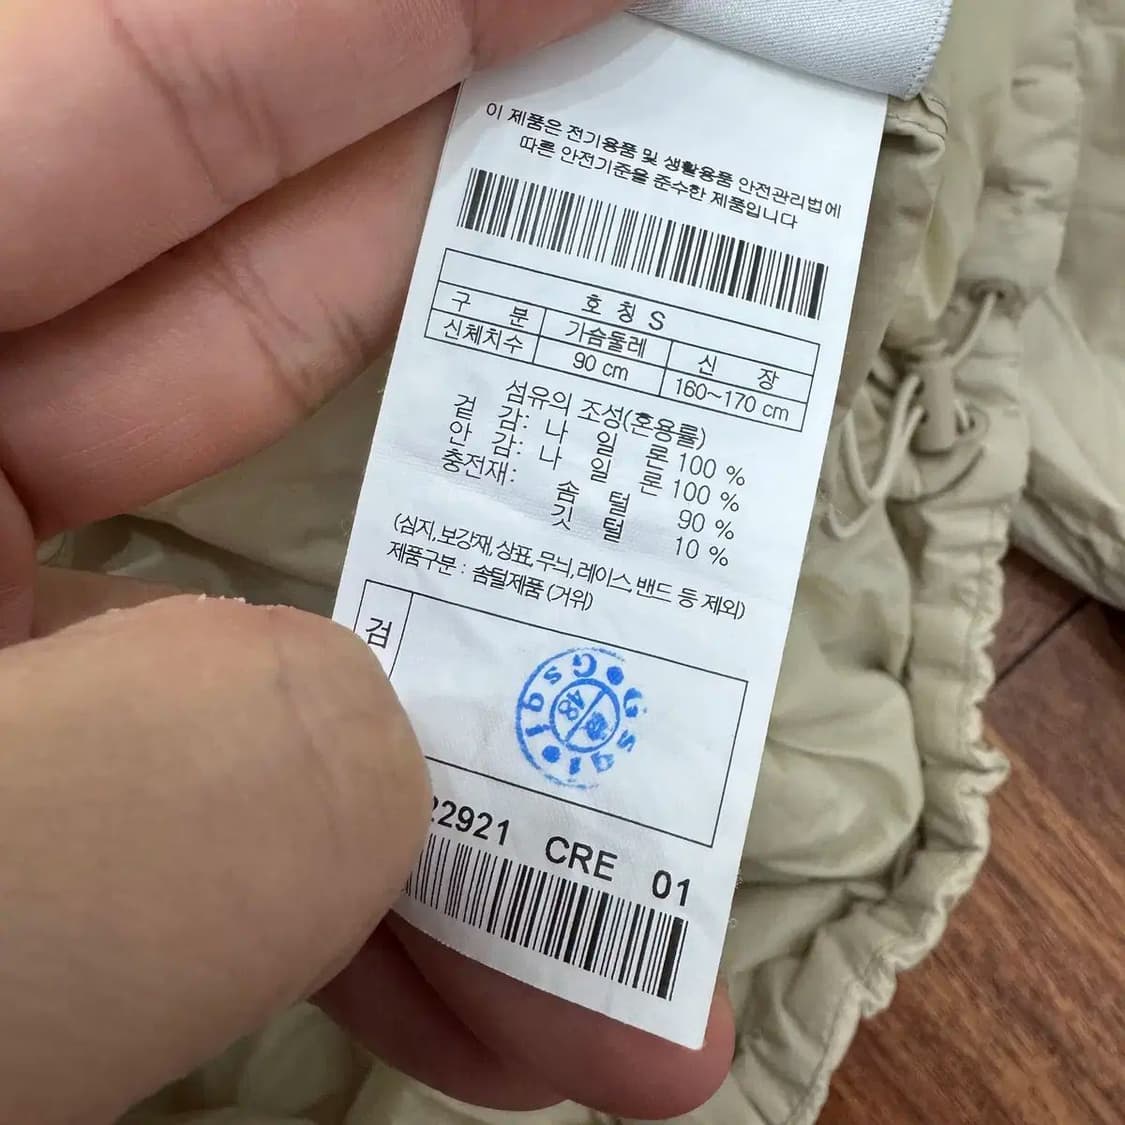 이 제품은 전기용품 및 생활용품 안전관리법에
따른 안전기준을 준수한 제품입니다
호 칭 S
구 분 가슴둘레 신 장
신체치수 90 cm 160~170 cm
섬유의 조성(혼용률)
겉 감: 나 일 론 100 %
안 감: 나 일 론 100 %
충전재: 솜 털 90 %
깃 털 10 %
(심지,보강재,상표,무늬,레이스,밴드 등 제외)
제품구분 : 솜털제품 (거위)
검
Gsqi
Gsqi
18
22921 CRE 01